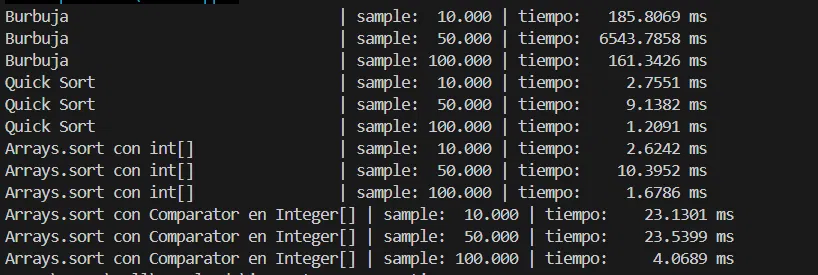 Burbuja | sample: 10.000 | tiempo: 185.8069 ms
Burbuja | sample: 50.000 | tiempo: 6543.7858 ms
Burbuja | sample: 100.000 | tiempo: 161.3426 ms
Quick Sort | sample: 10.000 | tiempo: 2.7551 ms
Quick Sort | sample: 50.000 | tiempo: 9.1382 ms
Quick Sort | sample: 100.000 | tiempo: 1.2091 ms
Arrays.sort con int[] | sample: 10.000 | tiempo: 2.6242 ms
Arrays.sort con int[] | sample: 50.000 | tiempo: 10.3952 ms
Arrays.sort con int[] | sample: 100.000 | tiempo: 1.6786 ms
Arrays.sort con Comparator en Integer[] | sample: 10.000 | tiempo: 23.1301 ms
Arrays.sort con Comparator en Integer[] | sample: 50.000 | tiempo: 23.5399 ms
Arrays.sort con Comparator en Integer[] | sample: 100.000 | tiempo: 4.0689 ms